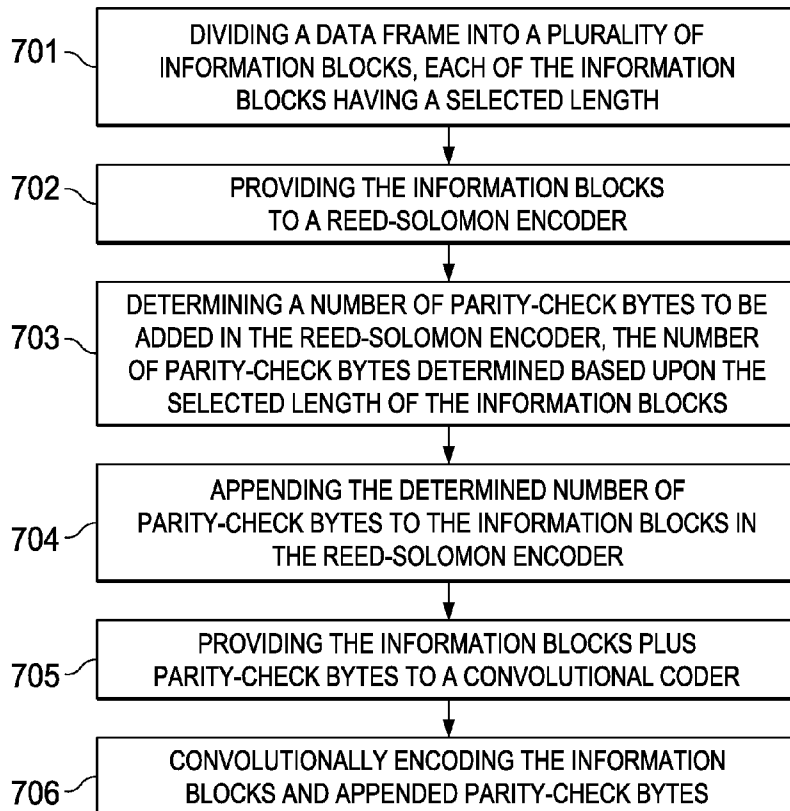 701
DIVIDING A DATA FRAME INTO A PLURALITY OF
INFORMATION BLOCKS, EACH OF THE INFORMATION
BLOCKS HAVING A SELECTED LENGTH
702
PROVIDING THE INFORMATION BLOCKS
TO A REED-SOLOMON ENCODER
703
DETERMINING A NUMBER OF PARITY-CHECK BYTES TO BE
ADDED IN THE REED-SOLOMON ENCODER, THE NUMBER
OF PARITY-CHECK BYTES DETERMINED BASED UPON THE
SELECTED LENGTH OF THE INFORMATION BLOCKS
704
APPENDING THE DETERMINED NUMBER OF
PARITY-CHECK BYTES TO THE INFORMATION BLOCKS IN
THE REED-SOLOMON ENCODER
705
PROVIDING THE INFORMATION BLOCKS PLUS
PARITY-CHECK BYTES TO A CONVOLUTIONAL CODER
706
CONVOLUTIONALLY ENCODING THE INFORMATION
BLOCKS AND APPENDED PARITY-CHECK BYTES